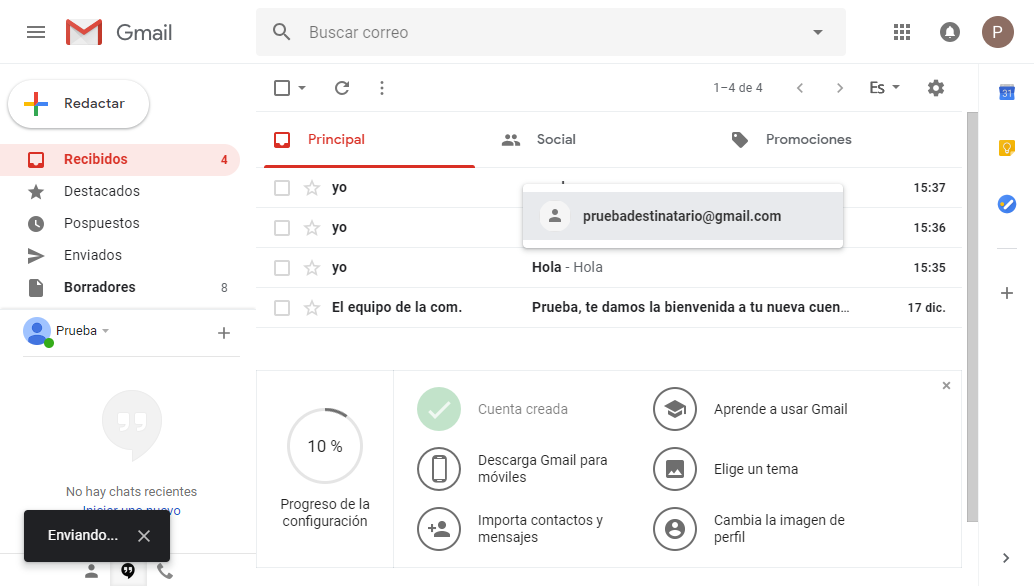 Gmail
Buscar correo
P
Redactar
1–4 de 4
Es
31
Recibidos 4
Destacados
Pospuestos
Enviados
Borradores 8
Prueba
No hay chats recientes
Iniciar uno nuevo
Enviando...
Principal
Social
Promociones
yo 15:37
pruebadestinatario@gmail.com
yo 15:36
yo Hola - Hola 15:35
El equipo de la com. Prueba, te damos la bienvenida a tu nueva cuen... 17 dic.
10 %
Progreso de la
configuración
Cuenta creada
Aprende a usar Gmail
Descarga Gmail para
móviles
Elige un tema
Importa contactos y
mensajes
Cambia la imagen de
perfil